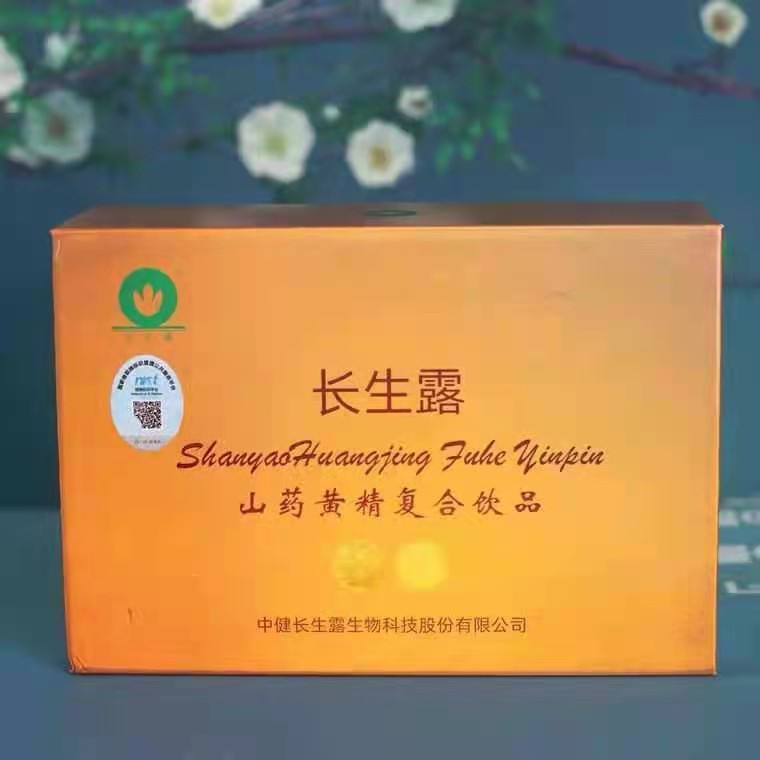 长生露
ShanyaoHuangjing Fuhe Yinpin
山药黄精复合饮品
中健长生露生物科技股份有限公司